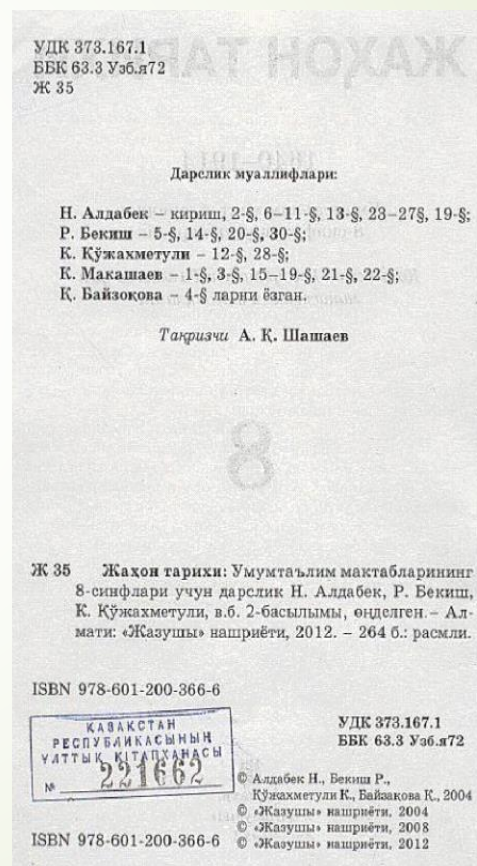 УДК 373.167.1
ББК 63.3 Узб.я72
Ж 35
Дарслик муаллифлари:
Н. Алдабек – кириш, 2-§, 6–11-§, 13-§, 23–27§, 19-§;
Р. Бекиш – 5-§, 14-§, 20-§, 30-§;
К. Қўжахметули – 12-§, 28-§;
К. Макашаев – 1-§, 3-§, 15–19-§, 21-§, 22-§;
Қ. Байзоқова – 4-§ ларни ёзган.
Тақризчи А. Қ. Шашаев
Ж 35 Жаҳон тарихи: Умумтаълим мактабларининг
8-синфлари учун дарслик Н. Алдабек, Р. Бекиш,
К. Қўжахметули, в.б. 2-басылымы, өңделген. – Ал-
мати: «Жазушы» нашриёти, 2012. – 264 б.: расмли.
ISBN 978-601-200-366-6
ҚАЗАҚСТАН
РЕСПУБЛИКАСЫНЫҢ
ҰЛТТЫҚ КІТАПХАНАСЫ
№ 221662
УДК 373.167.1
ББК 63.3 Узб.я72
© Алдабек Н., Бекиш Р.,
Қўжахметули К., Байзақова Қ., 2004
© «Жазушы» нашриёти, 2004
© «Жазушы» нашриёти, 2008
© «Жазушы» нашриёти, 2012
ISBN 978-601-200-366-6